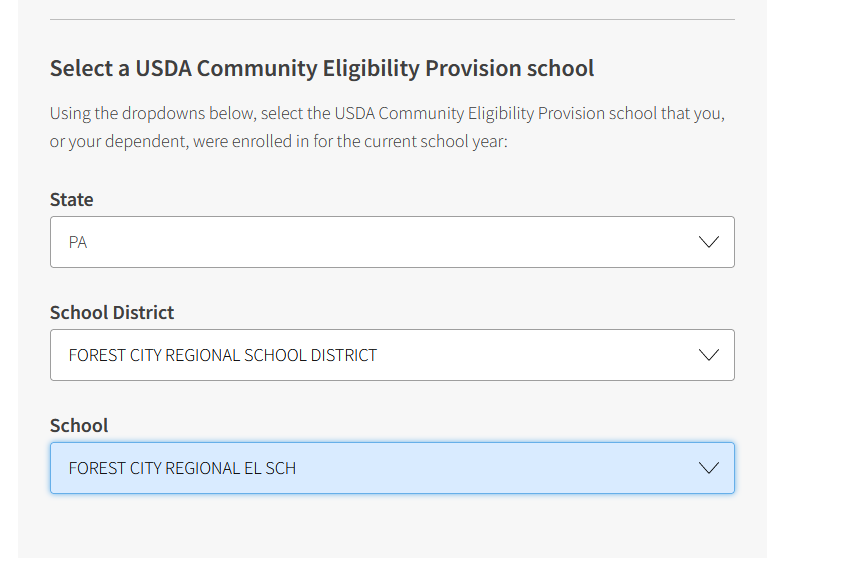 Select a USDA Community Eligibility Provision school
Using the dropdowns below, select the USDA Community Eligibility Provision school that you,
or your dependent, were enrolled in for the current school year:
State
PA
School District
FOREST CITY REGIONAL SCHOOL DISTRICT
School
FOREST CITY REGIONAL EL SCH